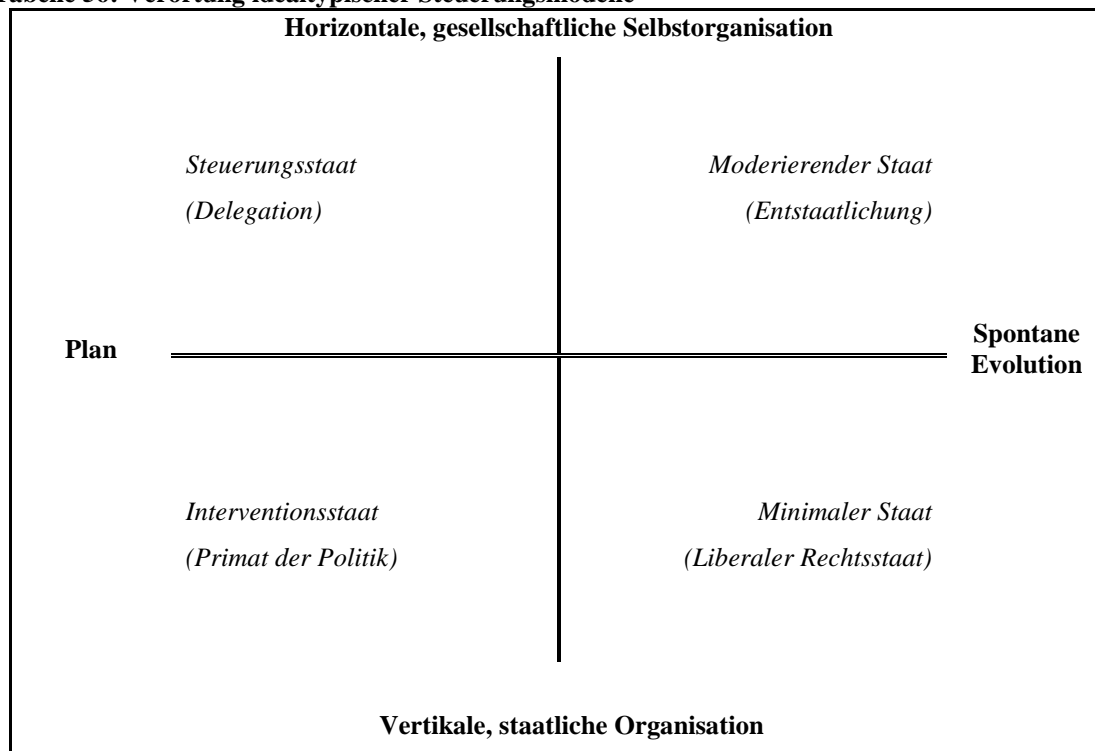 Horizontale, gesellschaftliche Selbstorganisation
Steuerungsstaat
(Delegation)
Moderierender Staat
(Entstaatlichung)
Plan
Spontane
Evolution
Interventionsstaat
(Primat der Politik)
Minimaler Staat
(Liberaler Rechtsstaat)
Vertikale, staatliche Organisation